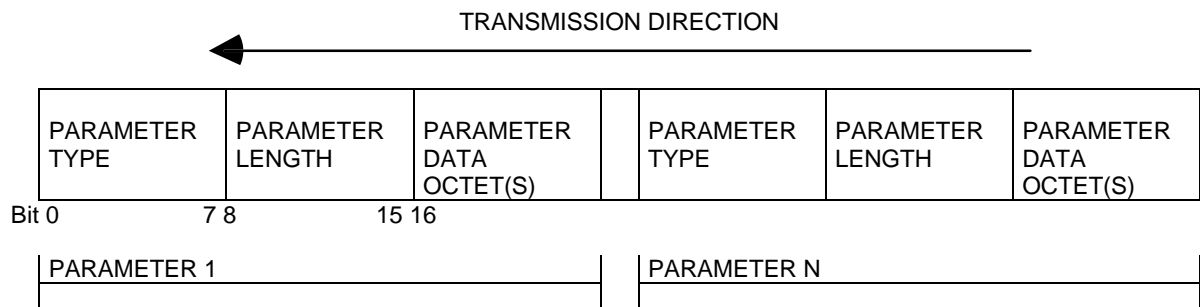 TRANSMISSION DIRECTION
PARAMETER TYPE
PARAMETER LENGTH
PARAMETER DATA OCTET(S)
PARAMETER TYPE
PARAMETER LENGTH
PARAMETER DATA OCTET(S)
Bit 0 7 8 15 16
PARAMETER 1
PARAMETER N